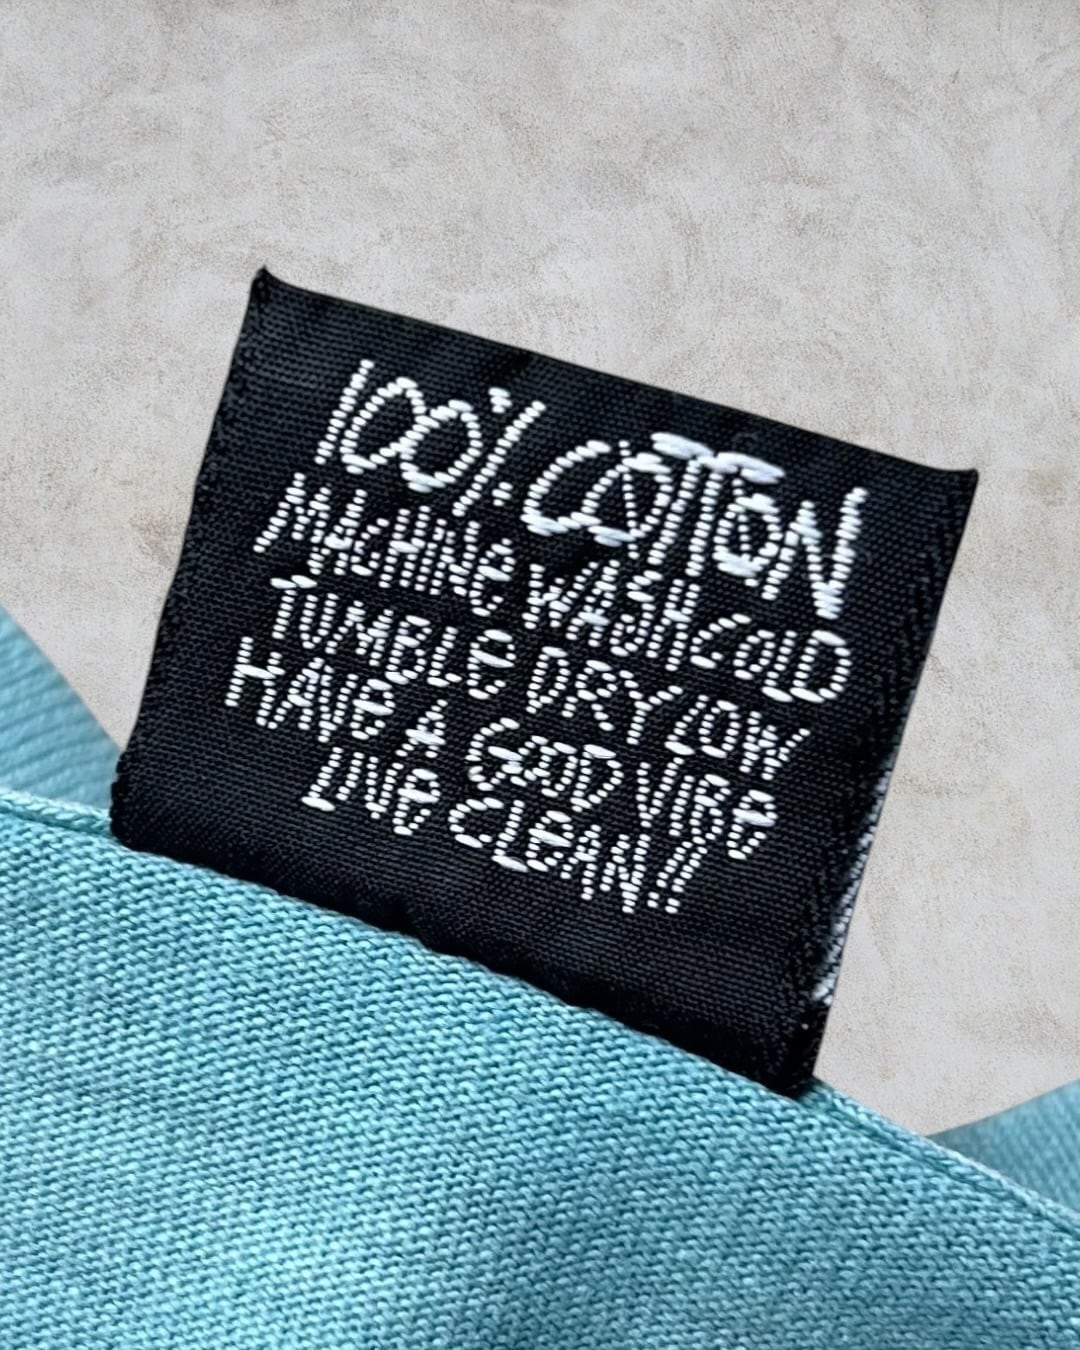 100% COTTON
MACHINE WASH COLD
TUMBLE DRY LOW
HAVE A GOOD VIBE
LIVE CLEAN!!